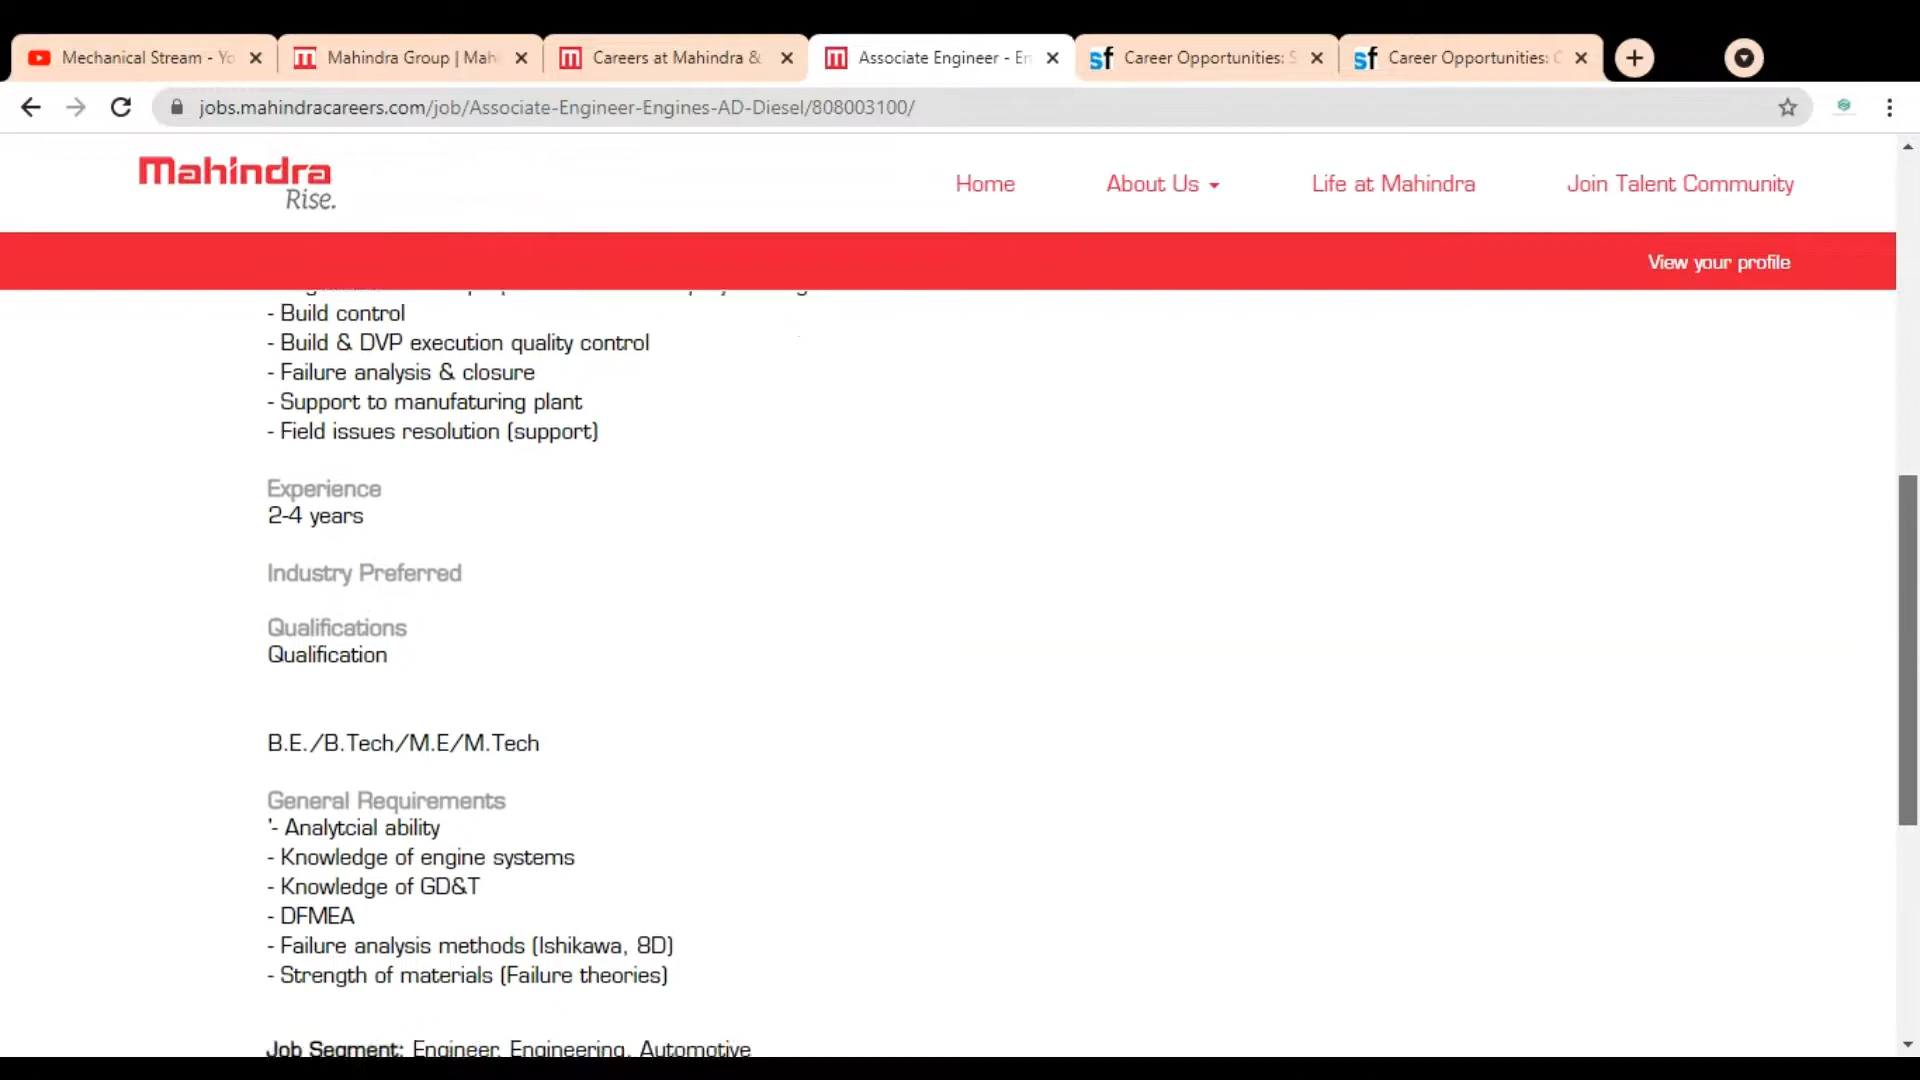 Mechanical Stream - Yo
Mahindra Group | Mah
Careers at Mahindra &
Associate Engineer - En
sf Career Opportunities: S
sf Career Opportunities: C
jobs.mahindracareers.com/job/Associate-Engineer-Engines-AD-Diesel/808003100/
Mahindra
Rise.
Home
About Us
Life at Mahindra
Join Talent Community
View your profile
- Build control
- Build & DVP execution quality control
- Failure analysis & closure
- Support to manufaturing plant
- Field issues resolution (support)
Experience
2-4 years
Industry Preferred
Qualifications
Qualification
B.E./B.Tech/M.E/M.Tech
General Requirements
'- Analytcial ability
- Knowledge of engine systems
- Knowledge of GD&T
- DFMEA
- Failure analysis methods (Ishikawa, 8D)
- Strength of materials (Failure theories)
Job Segment: Engineer, Engineering, Automotive